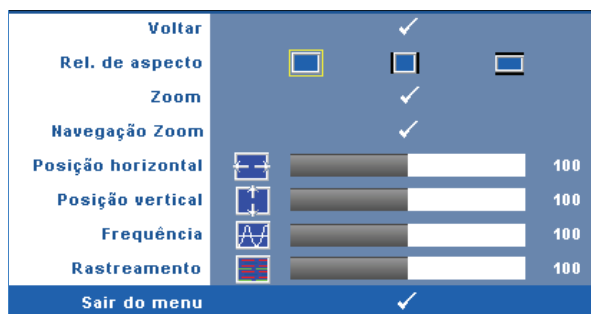 Voltar
Rel. de aspecto
Zoom
Navegação Zoom
Posição horizontal 100
Posição vertical 100
Frequência 100
Rastreamento 100
Sair do menu